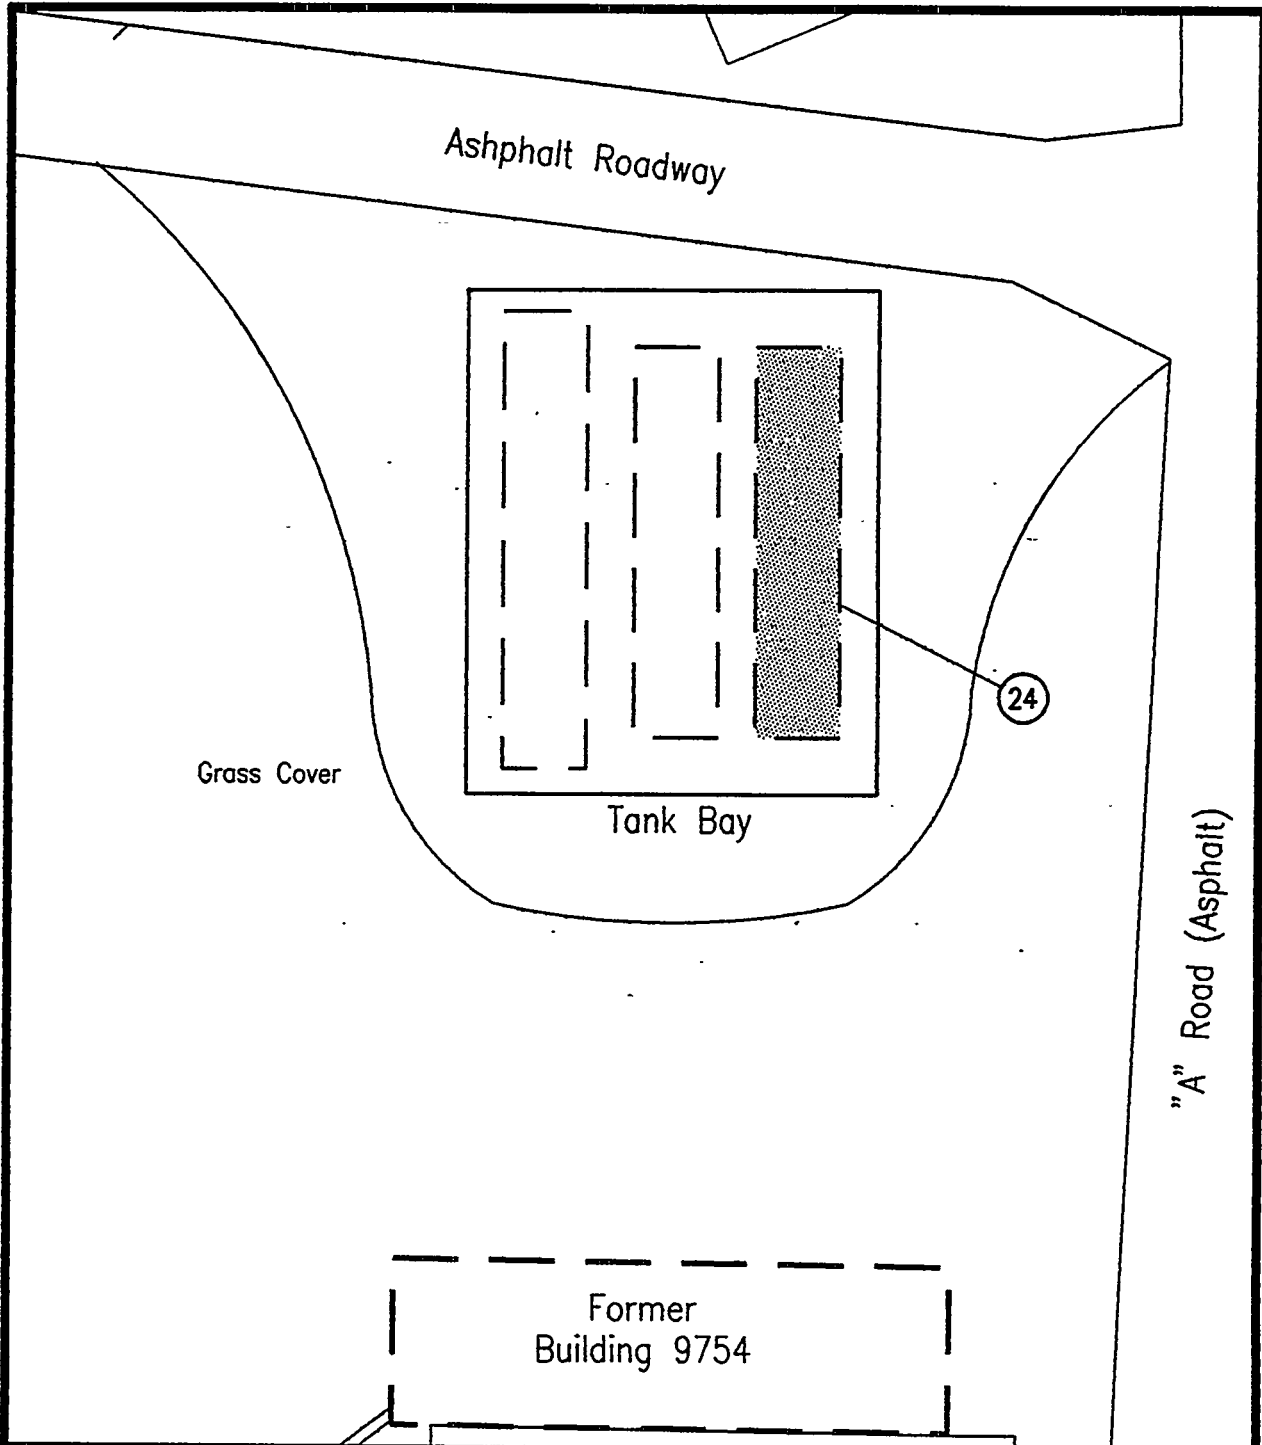 Ashphalt Roadway
24
Grass Cover
Tank Bay
"A" Road (Asphalt)
Former
Building 9754